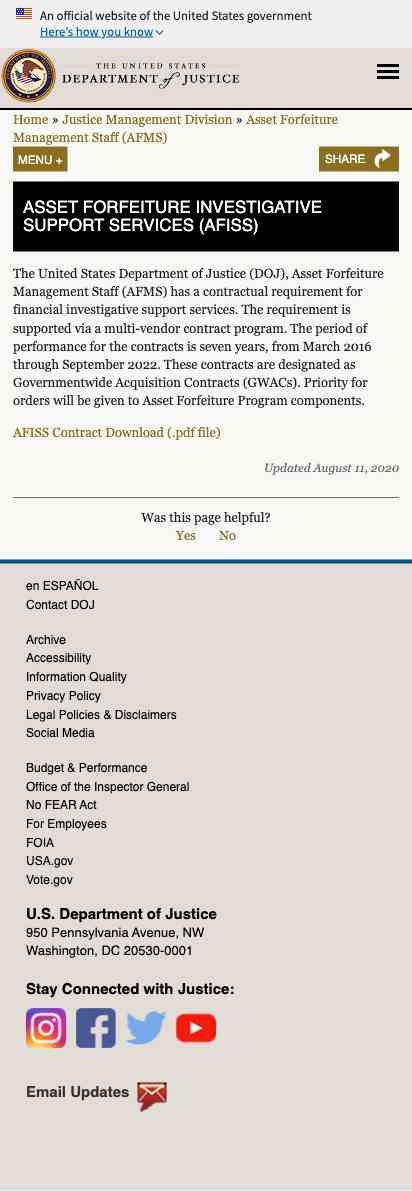 An official website of the United States government
Here's how you know
THE UNITED STATES
DEPARTMENT of JUSTICE
Home » Justice Management Division » Asset Forfeiture
Management Staff (AFMS)
MENU +
SHARE
ASSET FORFEITURE INVESTIGATIVE
SUPPORT SERVICES (AFISS)
The United States Department of Justice (DOJ), Asset Forfeiture
Management Staff (AFMS) has a contractual requirement for
financial investigative support services. The requirement is
supported via a multi-vendor contract program. The period of
performance for the contracts is seven years, from March 2016
through September 2022. These contracts are designated as
Governmentwide Acquisition Contracts (GWACs). Priority for
orders will be given to Asset Forfeiture Program components.
AFISS Contract Download (.pdf file)
Updated August 11, 2020
Was this page helpful?
Yes No
en ESPAÑOL
Contact DOJ
Archive
Accessibility
Information Quality
Privacy Policy
Legal Policies & Disclaimers
Social Media
Budget & Performance
Office of the Inspector General
No FEAR Act
For Employees
FOIA
USA.gov
Vote.gov
U.S. Department of Justice
950 Pennsylvania Avenue, NW
Washington, DC 20530-0001
Stay Connected with Justice:
Email Updates